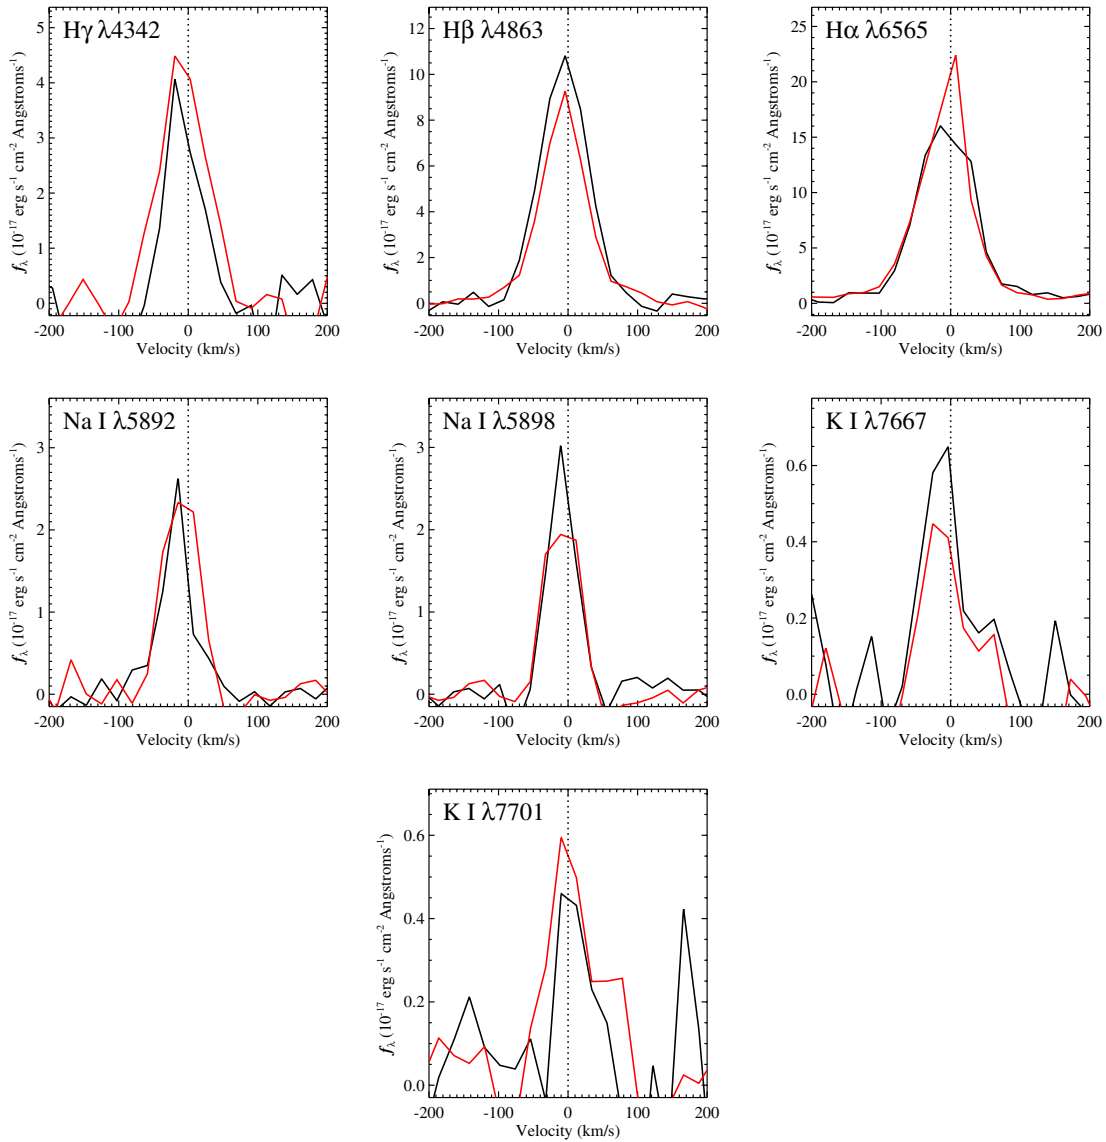 Hγ λ4342
5
4
3
2
1
0
fλ (10⁻¹⁷ erg s⁻¹ cm⁻² Angstroms⁻¹)
-200 -100 0 100 200
Velocity (km/s)
Hβ λ4863
12
10
8
6
4
2
0
fλ (10⁻¹⁷ erg s⁻¹ cm⁻² Angstroms⁻¹)
-200 -100 0 100 200
Velocity (km/s)
Hα λ6565
25
20
15
10
5
0
fλ (10⁻¹⁷ erg s⁻¹ cm⁻² Angstroms⁻¹)
-200 -100 0 100 200
Velocity (km/s)
Na I λ5892
3
2
1
0
fλ (10⁻¹⁷ erg s⁻¹ cm⁻² Angstroms⁻¹)
-200 -100 0 100 200
Velocity (km/s)
Na I λ5898
3
2
1
0
fλ (10⁻¹⁷ erg s⁻¹ cm⁻² Angstroms⁻¹)
-200 -100 0 100 200
Velocity (km/s)
K I λ7667
0.6
0.4
0.2
0.0
fλ (10⁻¹⁷ erg s⁻¹ cm⁻² Angstroms⁻¹)
-200 -100 0 100 200
Velocity (km/s)
K I λ7701
0.6
0.4
0.2
0.0
fλ (10⁻¹⁷ erg s⁻¹ cm⁻² Angstroms⁻¹)
-200 -100 0 100 200
Velocity (km/s)